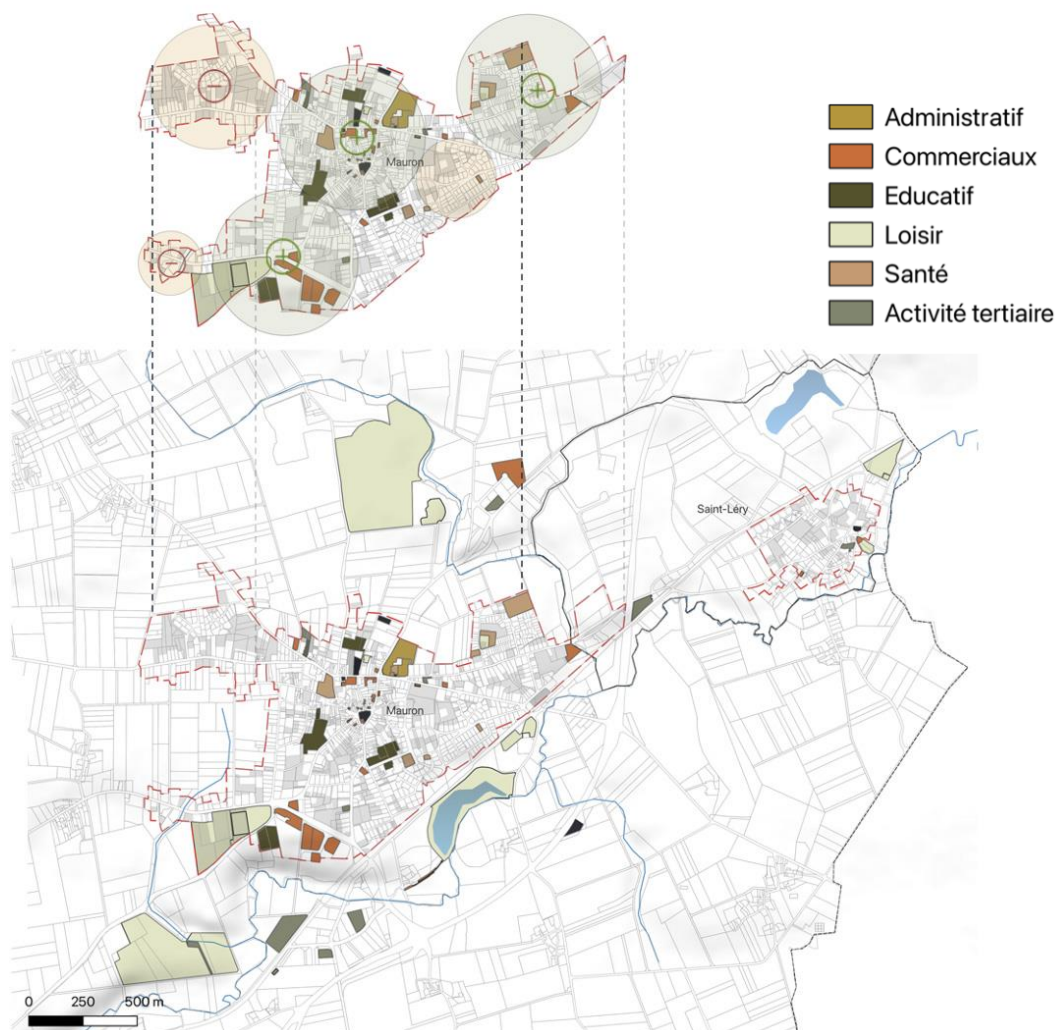 Mauron
Administratif
Commerciaux
Educatif
Loisir
Santé
Activité tertiaire
Saint-Léry
Mauron
0 250 500 m